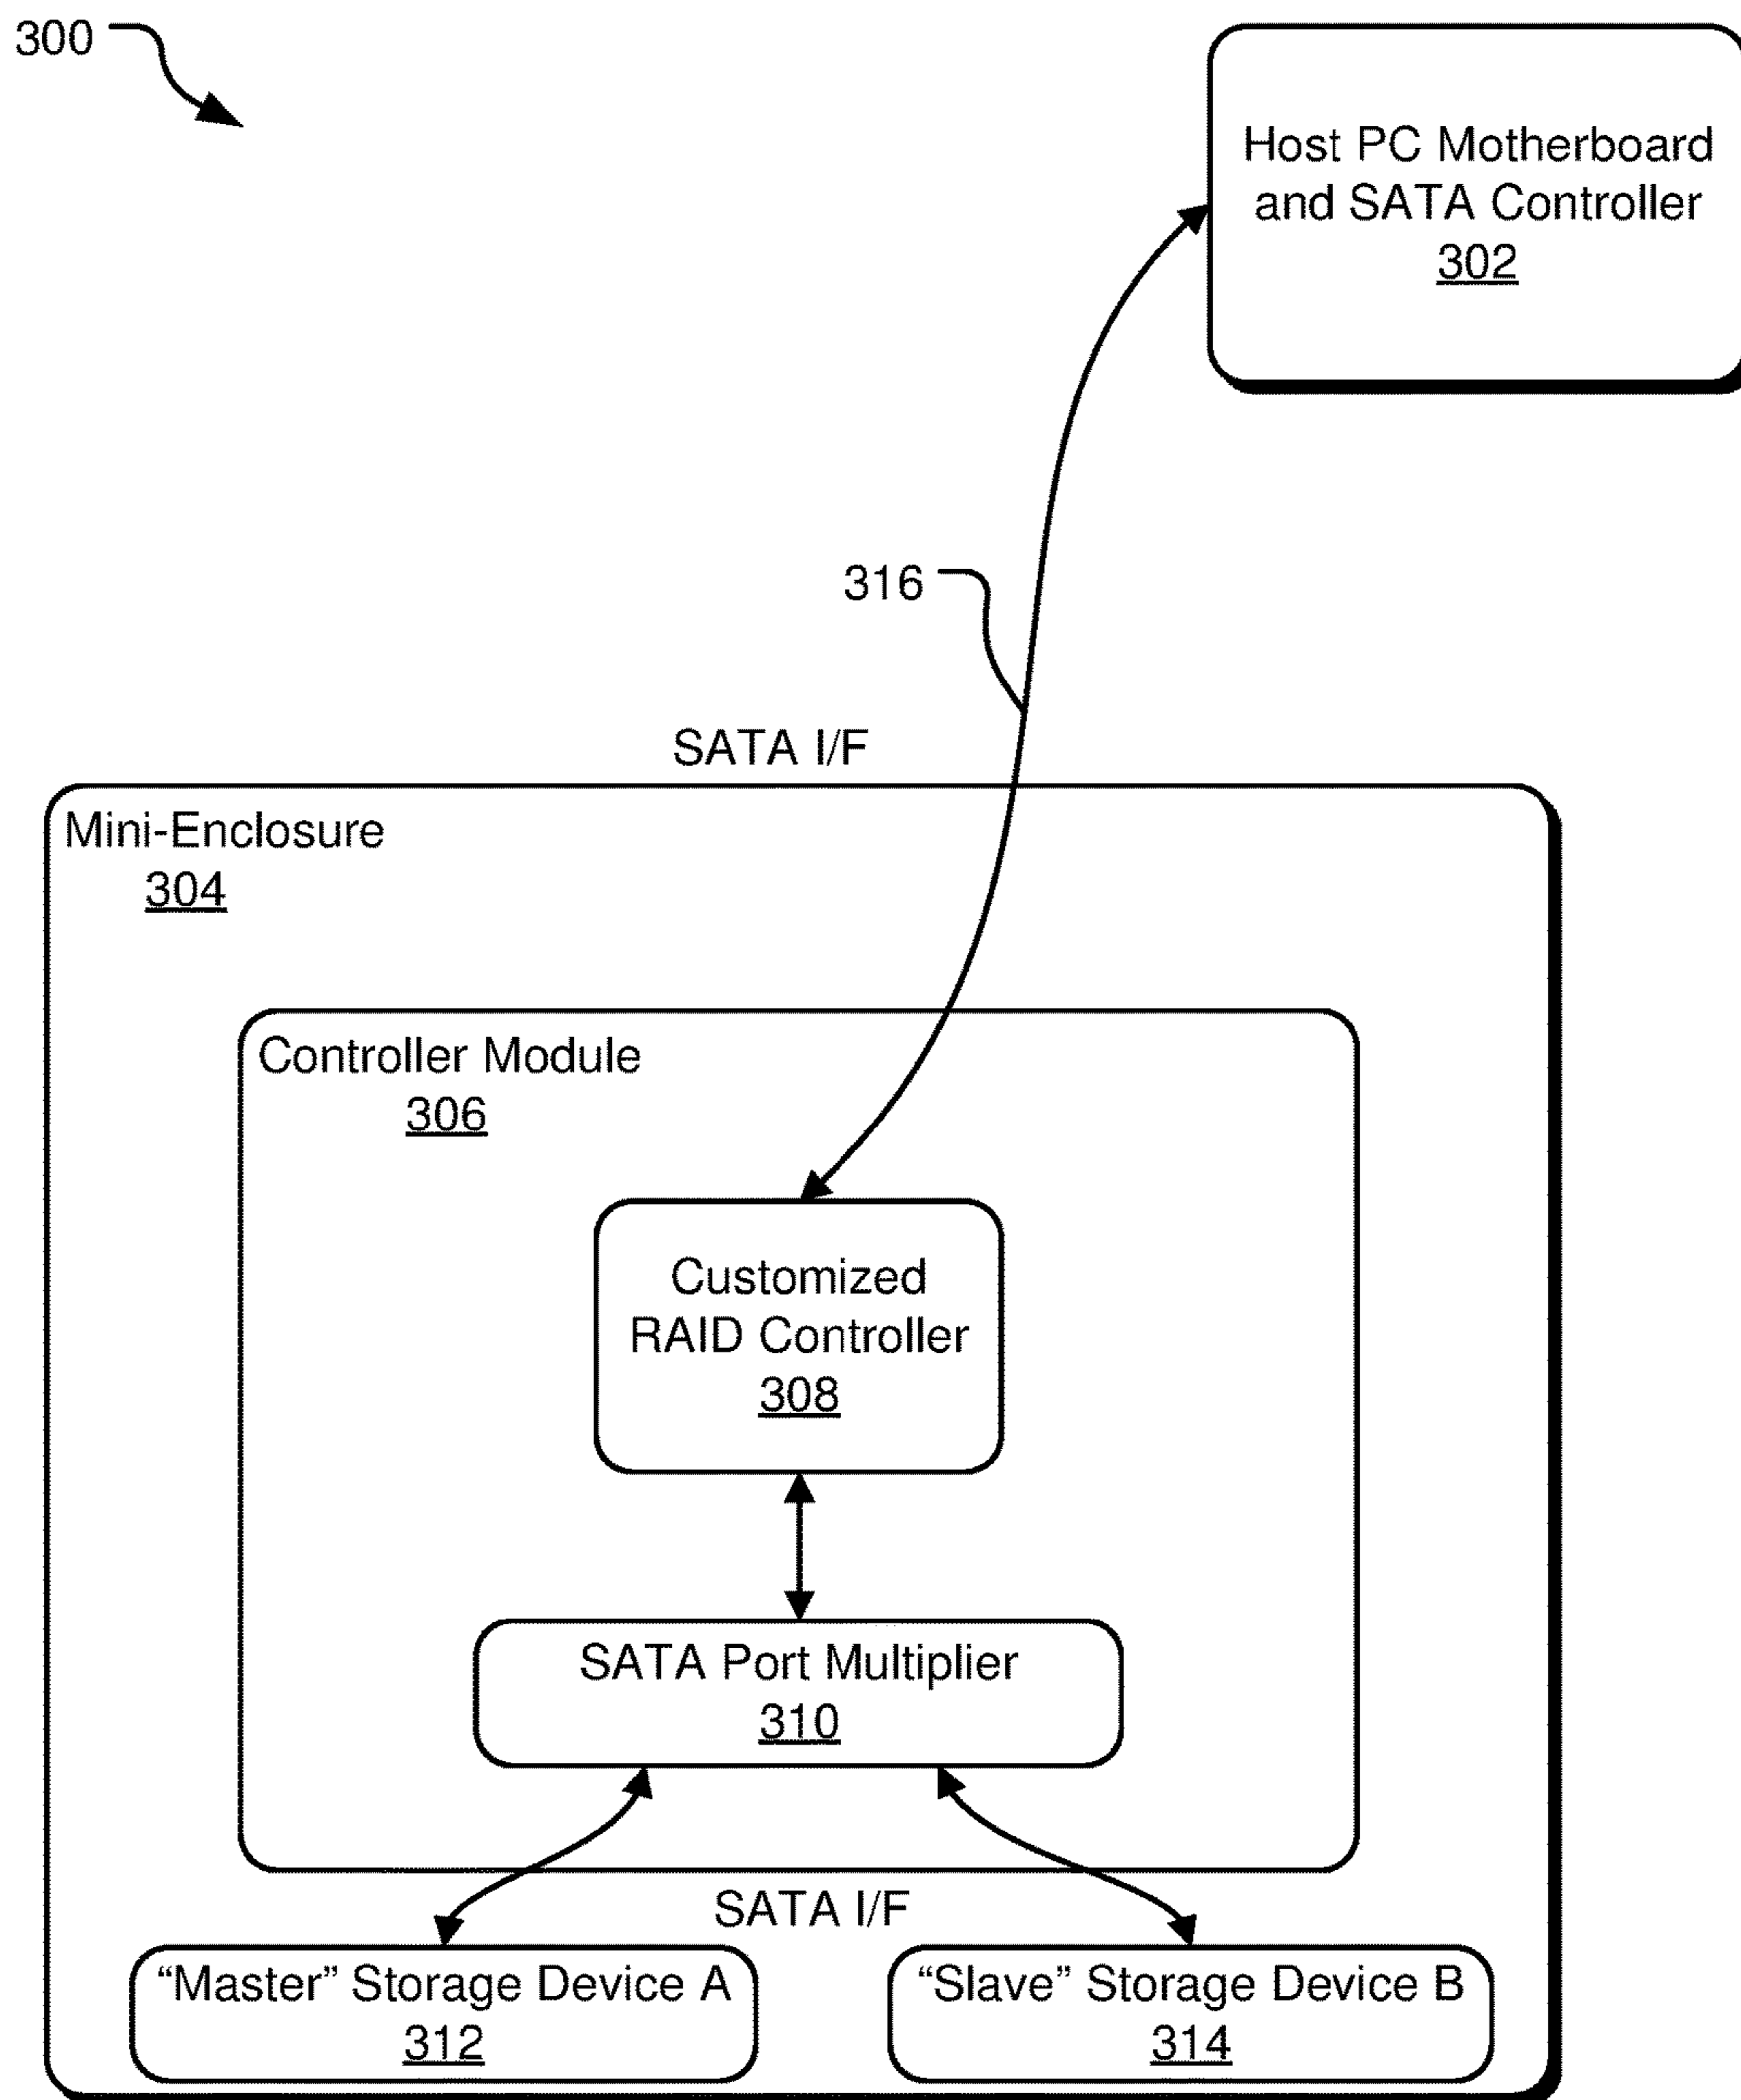 300
Host PC Motherboard
and SATA Controller
302
316
SATA I/F
Mini-Enclosure
304
Controller Module
306
Customized
RAID Controller
308
SATA Port Multiplier
310
SATA I/F
“Master” Storage Device A
312
“Slave” Storage Device B
314